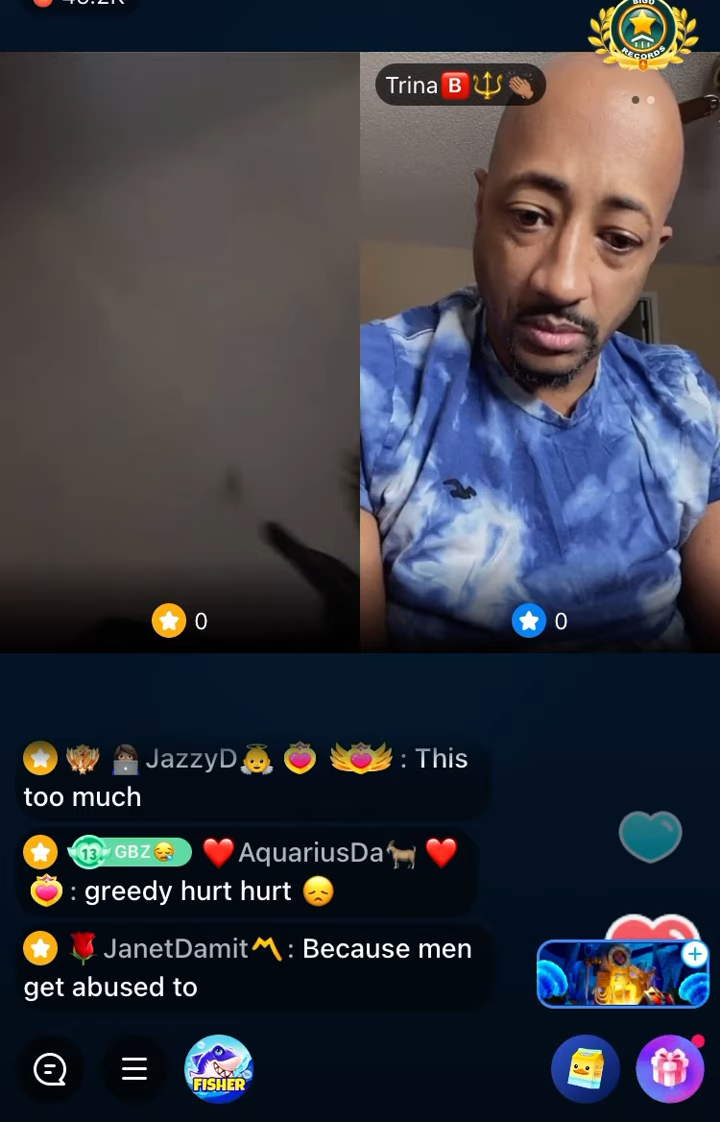 Trina B
BIGO
RECORDS
0
0
JazzyD : This
too much
13 GBZ AquariusDa
: greedy hurt hurt
JanetDamit : Because men
get abused to
FISHER